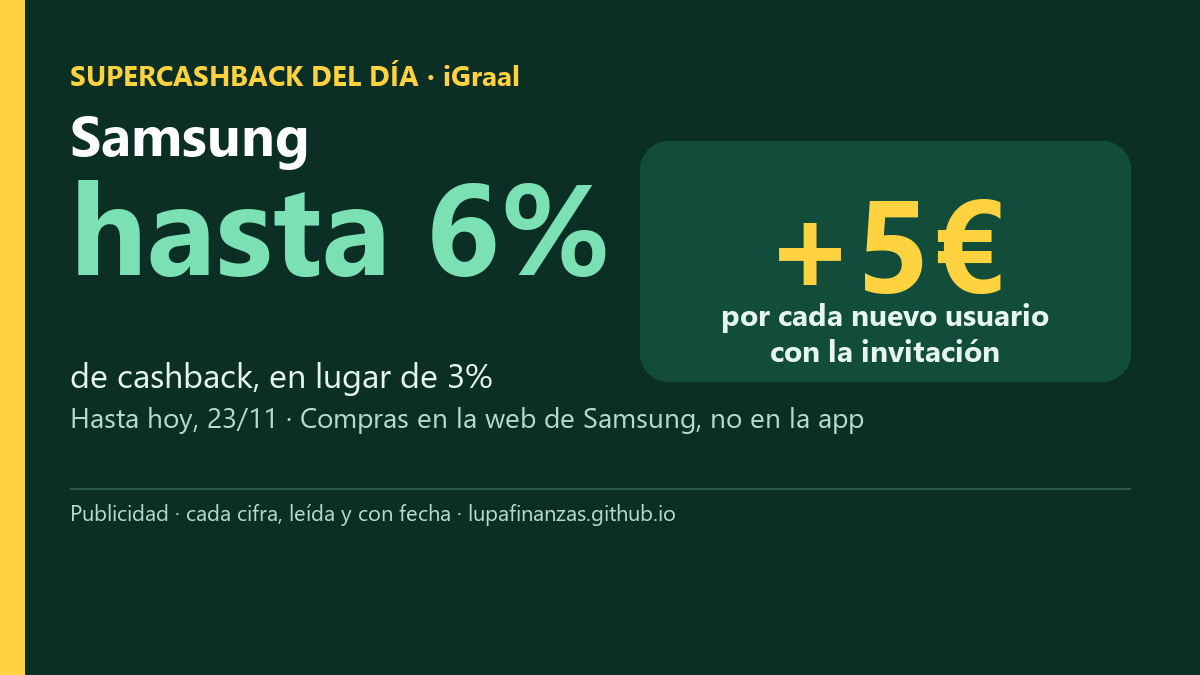 SUPERCASHBACK DEL DÍA · iGraal
Samsung
hasta 6%
+5€
por cada nuevo usuario
con la invitación
de cashback, en lugar de 3%
Hasta hoy, 23/11 · Compras en la web de Samsung, no en la app
Publicidad · cada cifra, leída y con fecha · lupafinanzas.github.io